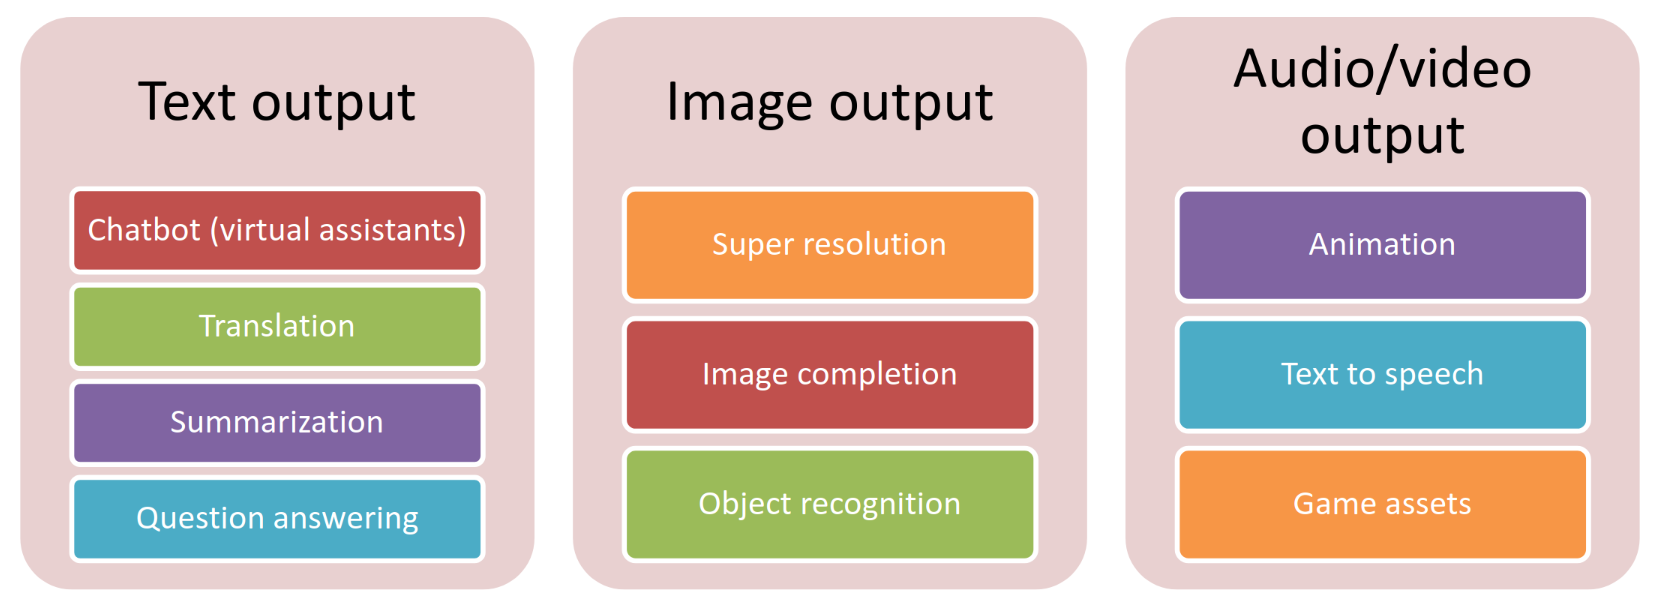 Text output
Chatbot (virtual assistants)
Translation
Summarization
Question answering
Image output
Super resolution
Image completion
Object recognition
Audio/video
output
Animation
Text to speech
Game assets